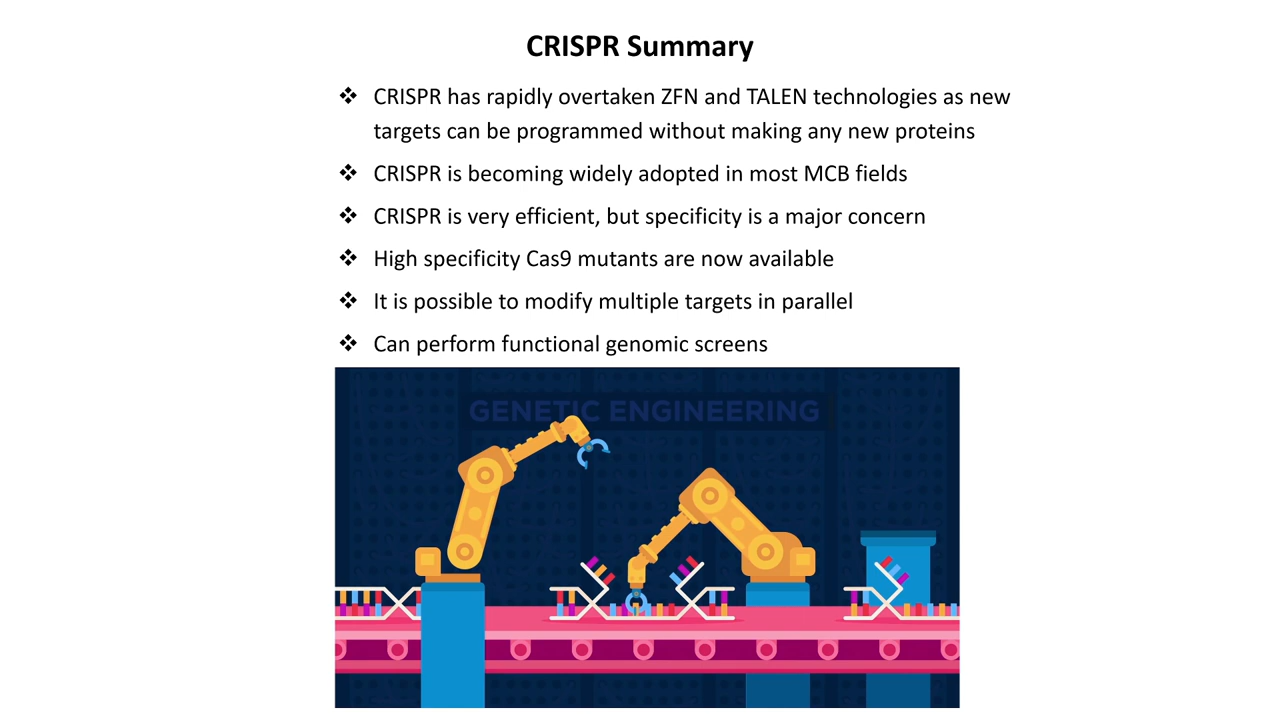 CRISPR Summary
❖ CRISPR has rapidly overtaken ZFN and TALEN technologies as new
targets can be programmed without making any new proteins
❖ CRISPR is becoming widely adopted in most MCB fields
❖ CRISPR is very efficient, but specificity is a major concern
❖ High specificity Cas9 mutants are now available
❖ It is possible to modify multiple targets in parallel
❖ Can perform functional genomic screens
GENETIC ENGINEERING